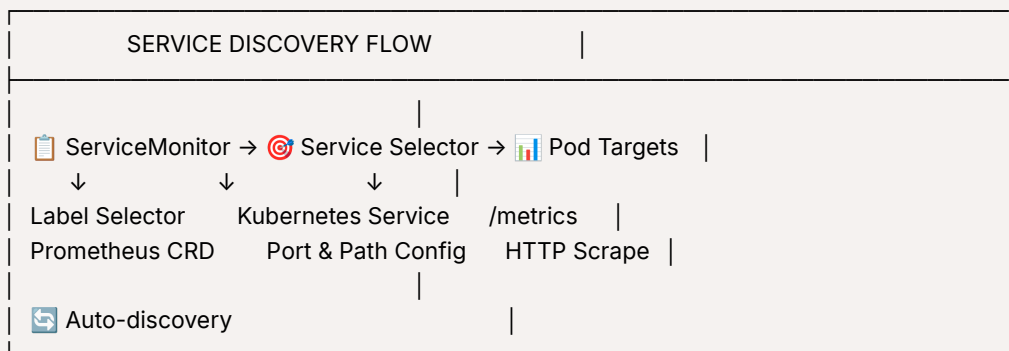 SERVICE DISCOVERY FLOW
📋 ServiceMonitor → 🎯 Service Selector → 📊 Pod Targets
↓ ↓ ↓
Label Selector Kubernetes Service /metrics
Prometheus CRD Port & Path Config HTTP Scrape
🔄 Auto-discovery